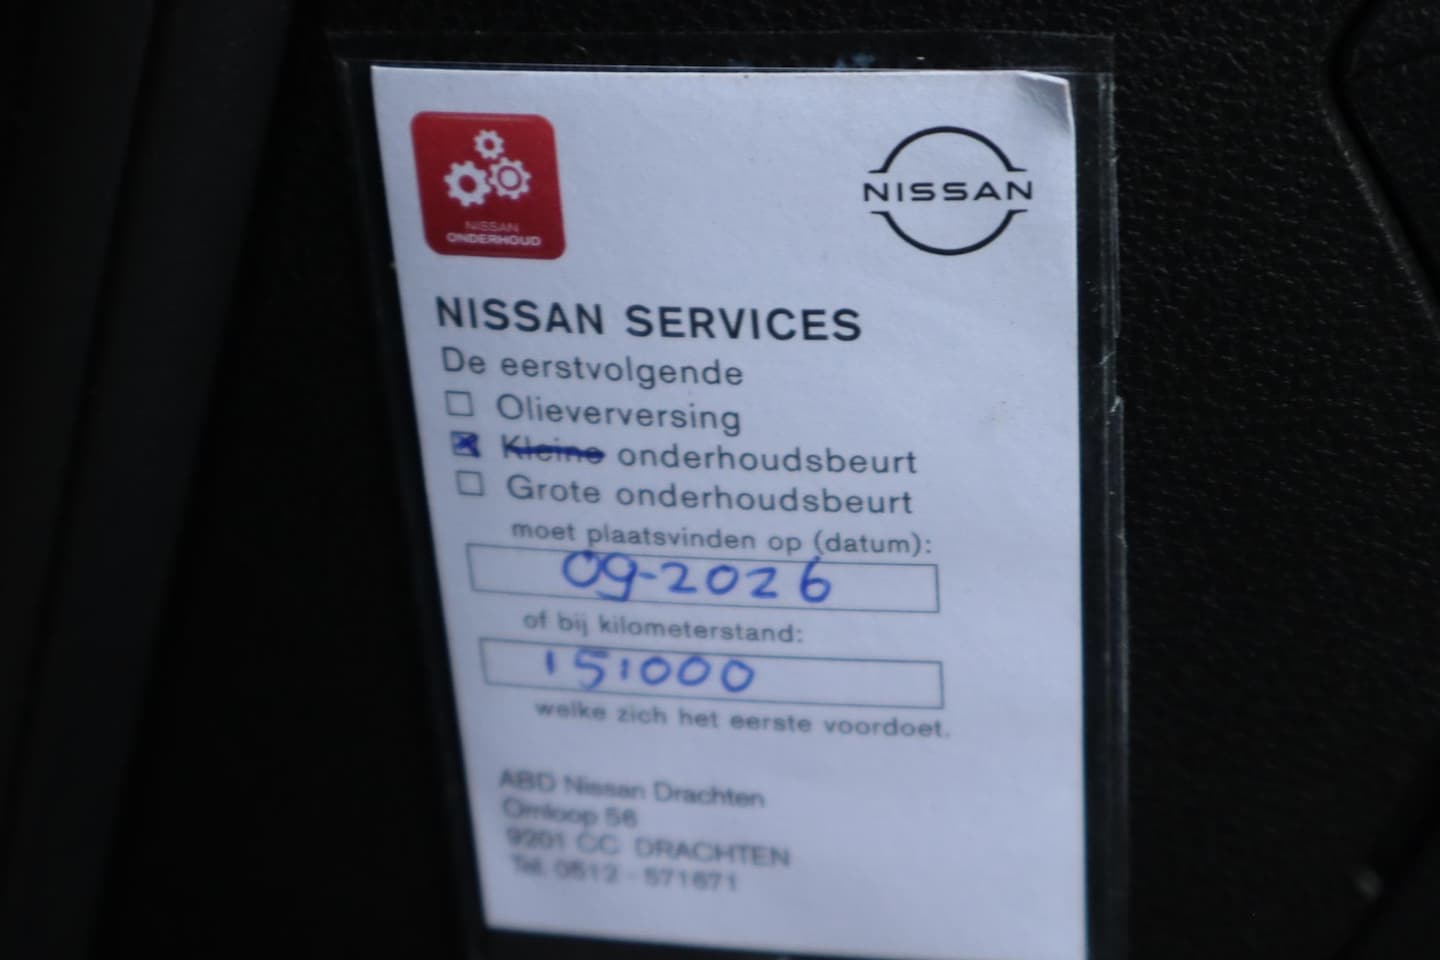 NISSAN
ONDERHOUD
NISSAN
NISSAN SERVICES
De eerstvolgende
Olieverversing
Kleine onderhoudsbeurt
Grote onderhoudsbeurt
moet plaatsvinden op (datum):
09-2026
of bij kilometerstand:
151000
welke zich het eerste voordoet.
ABD Nissan Drachten
Omloop 56
9201 CC DRACHTEN
Tel. 0512 - 571671